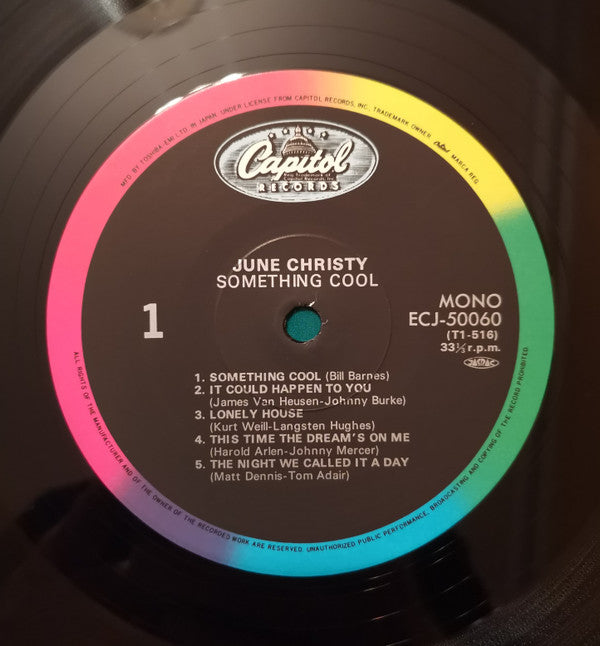 MFD BY TOSHIBA-EMI LTD. IN JAPAN. UNDER LICENSE FROM CAPITOL RECORDS, INC., TRADEMARK OWNER. Capitol MARCA REG.
Capitol
RECORDS
JUNE CHRISTY
SOMETHING COOL
1
MONO
ECJ-50060
(T1-516)
33⅓ r.p.m.
JASRAC
1. SOMETHING COOL (Bill Barnes)
2. IT COULD HAPPEN TO YOU
(James Van Heusen-Johnny Burke)
3. LONELY HOUSE
(Kurt Weill-Langsten Hughes)
4. THIS TIME THE DREAM'S ON ME
(Harold Arlen-Johnny Mercer)
5. THE NIGHT WE CALLED IT A DAY
(Matt Dennis-Tom Adair)
ALL RIGHTS OF THE MANUFACTURER AND OF THE OWNER OF THE RECORDED WORK ARE RESERVED. UNAUTHORIZED PUBLIC PERFORMANCE, BROADCASTING AND COPYING OF THE RECORD PROHIBITED.